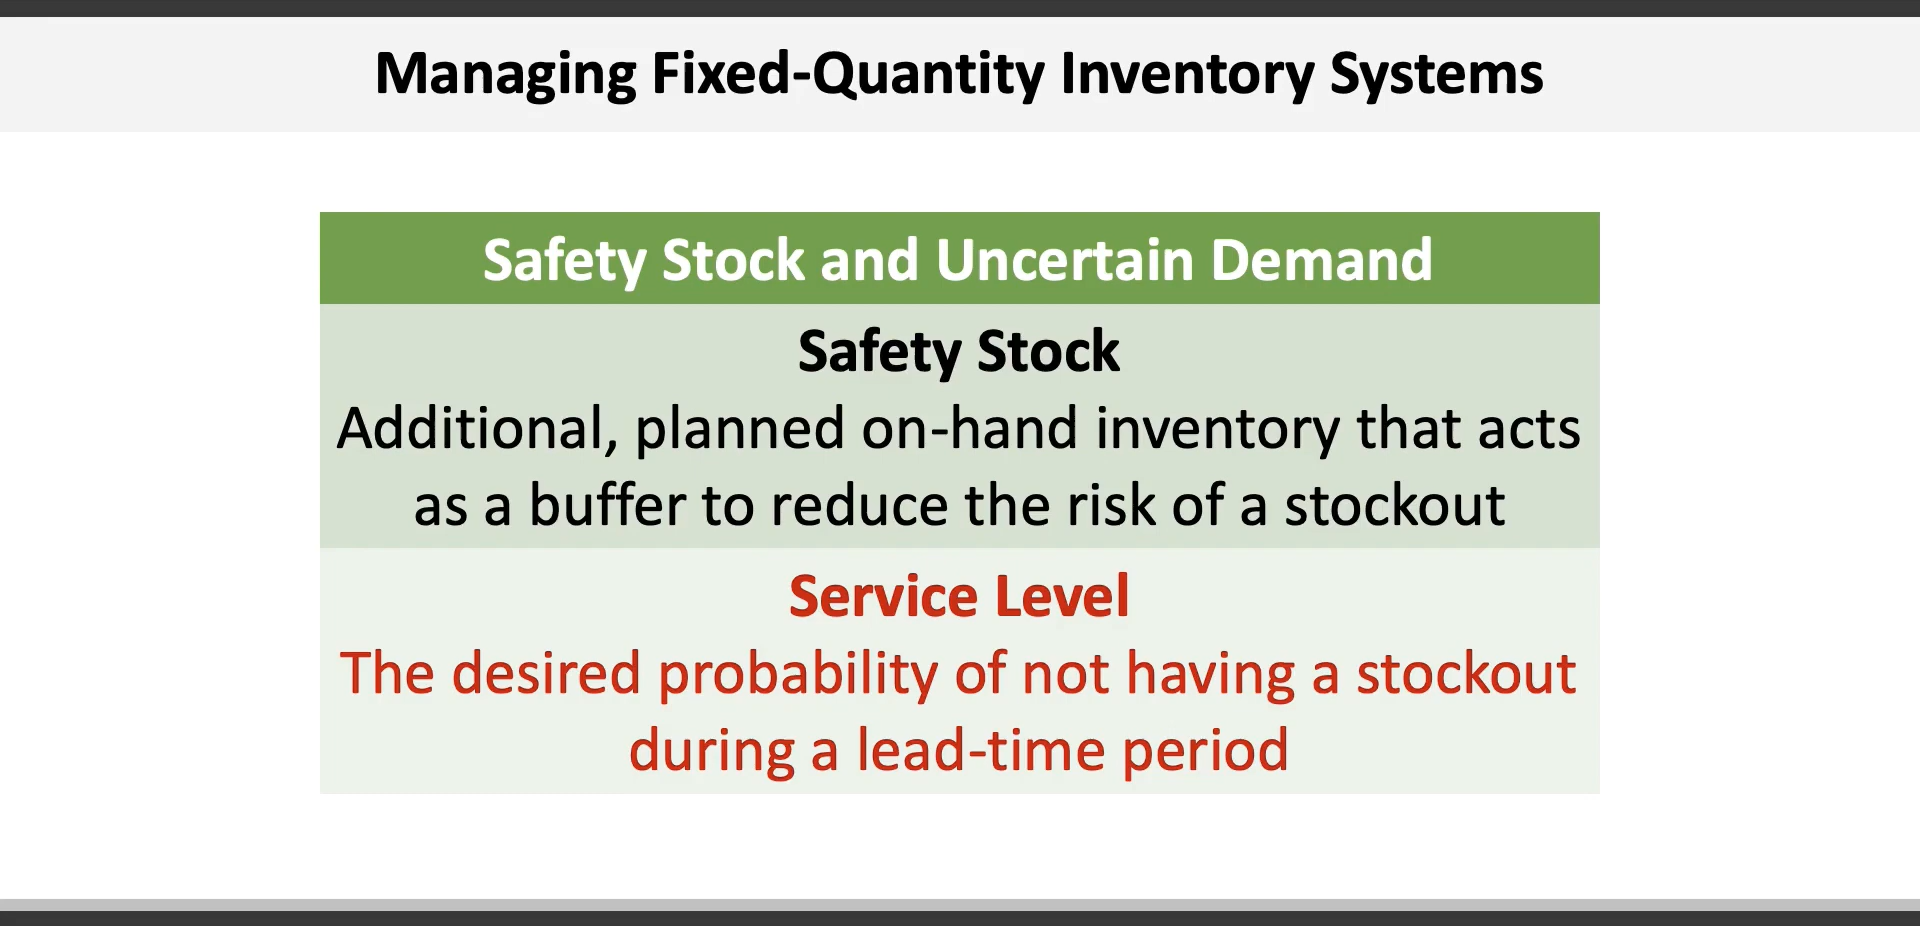 Managing Fixed-Quantity Inventory Systems
Safety Stock and Uncertain Demand
Safety Stock
Additional, planned on-hand inventory that acts
as a buffer to reduce the risk of a stockout
Service Level
The desired probability of not having a stockout
during a lead-time period